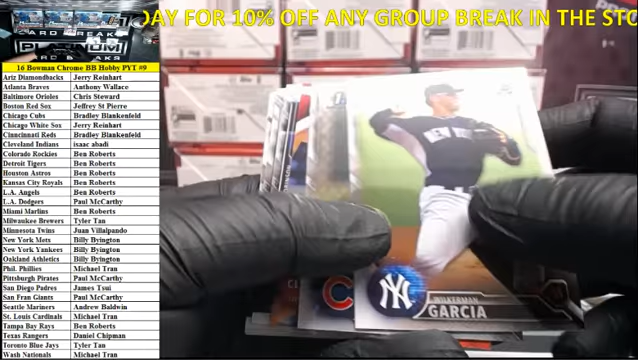 DAY FOR 10% OFF ANY GROUP BREAK IN THE STO
CARD BREAK
PLATINUM
16 Bowman Chrome BB Hobby PYT #9
Ariz Diamondbacks Jerry Reinhart
Atlanta Braves Anthony Wallace
Baltimore Orioles Chris Steward
Boston Red Sox Jeffrey St Pierre
Chicago Cubs Bradley Blankenfeld
Chicago White Sox Jerry Reinhart
Cinncinnati Reds Bradley Blankenfeld
Cleveland Indians isaac abadi
Colorado Rockies Ben Roberts
Detroit Tigers Ben Roberts
Houston Astros Ben Roberts
Kansas City Royals Ben Roberts
L.A. Angels Ben Roberts
L.A. Dodgers Paul McCarthy
Miami Marlins Ben Roberts
Milwaukee Brewers Tyler Tan
Minnesota Twins Juan Villalpando
New York Mets Billy Byington
New York Yankees Billy Byington
Oakland Athletics Billy Byington
Phil. Phillies Michael Tran
Pittsburgh Pirates Paul McCarthy
San Diego Padres James Tsui
San Fran Giants Paul McCarthy
Seattle Mariners Andrew Baldwin
St. Louis Cardinals Michael Tran
Tampa Bay Rays Ben Roberts
Texas Rangers Daniel Chipman
Toronto Blue Jays Tyler Tan
Wash Nationals Michael Tran
NEW YORK
C
NY
WILKERMAN
GARCIA